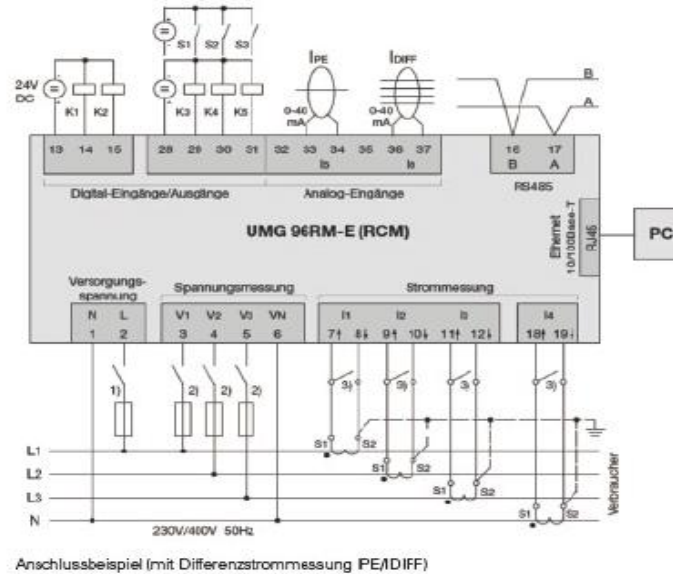 S1 S2 S3
IPE IDIFF
24V DC
K1 K2 K3 K4 K5
0-40 mA 0-40 mA
B
A
13 14 15 28 29 30 31 32 33 34 35 36 37 16 17
I5 I6 B A
Digital-Eingänge/Ausgänge Analog-Eingänge RS485
UMG 96RM-E (RCM)
Ethernet 10/100Base-T
RJ45
PC
Versorgungs-
spannung
Spannungsmessung Strommessung
N L V1 V2 V3 VN I1 I2 I3 I4
1 2 3 4 5 6 7 8 9 10 11 12 18 19
1) 2) 2) 2) 3) 3) 3) 3)
L1 S1 S2
L2 S1 S2
L3 S1 S2
N S1 S2
Verbraucher
230V/400V 50Hz
Anschlussbeispiel (mit Differenzstrommessung PE/IDIFF)